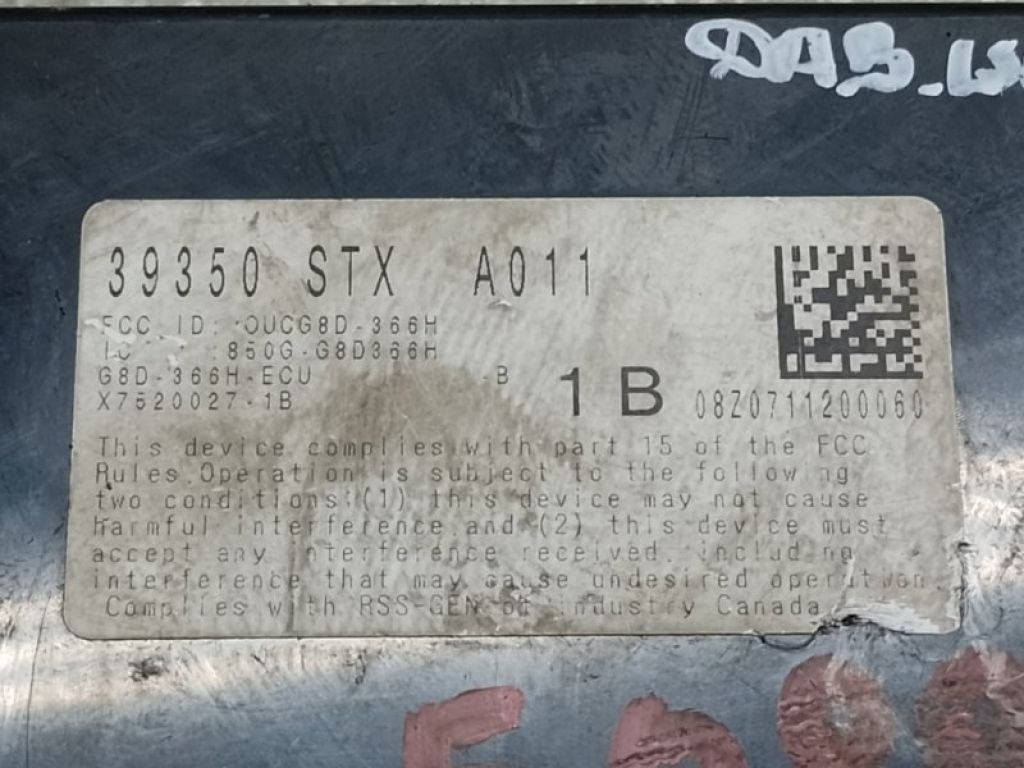 DAB.
39350 STX A011
FCC ID: OUCG8D-366H
IC :850G-G8D366H
G8D-366H-ECU -B
X7520027-1B
1B
08Z0711200060
This device complies with part 15 of the FCC
Rules.Operation is subject to the following
two conditions:(1) this device may not cause
harmful interference and (2) this device must
accept any interference received, including
interference that may cause undesired operation
Complies with RSS-GEN of Industry Canada